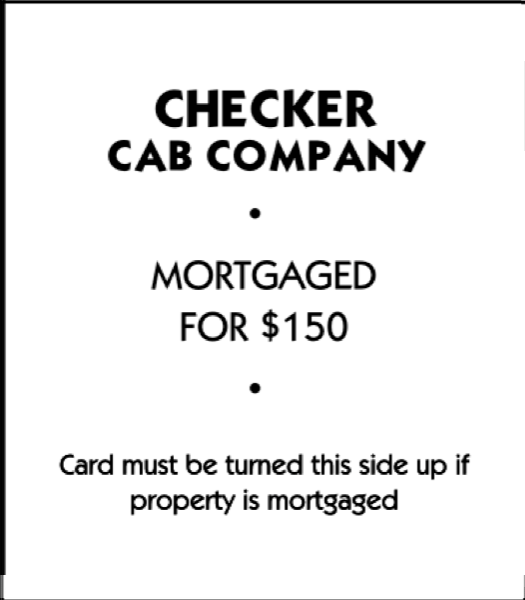 CHECKER
CAB COMPANY
•
MORTGAGED
FOR $150
•
Card must be turned this side up if
property is mortgaged